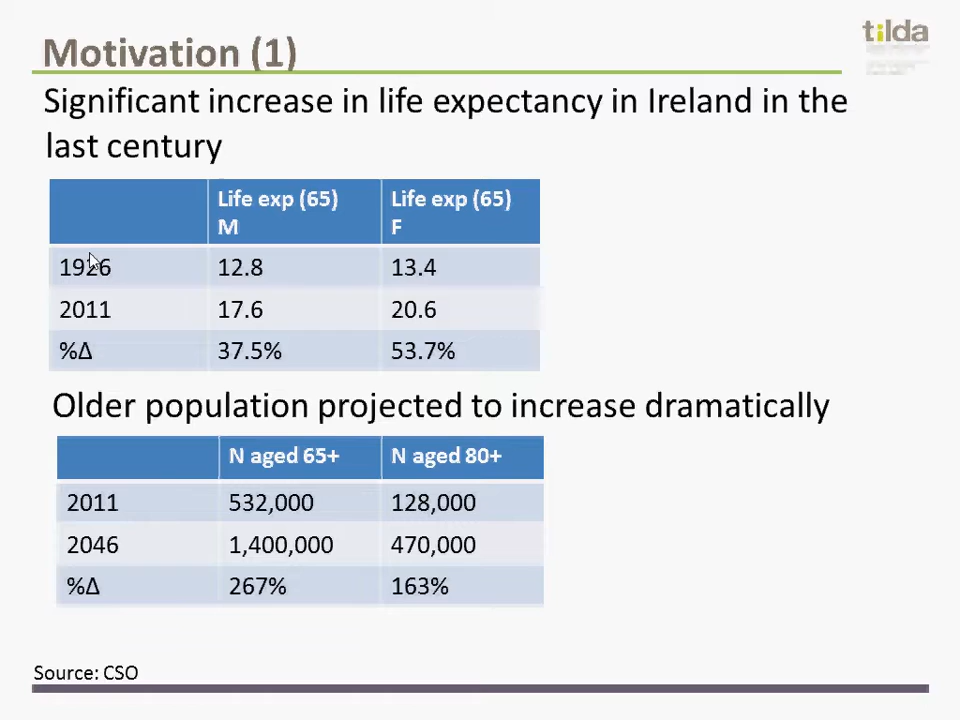 tilda
Motivation (1)
Significant increase in life expectancy in Ireland in the
last century
Life exp (65) Life exp (65)
M F
1926 12.8 13.4
2011 17.6 20.6
%Δ 37.5% 53.7%
Older population projected to increase dramatically
N aged 65+ N aged 80+
2011 532,000 128,000
2046 1,400,000 470,000
%Δ 267% 163%
Source: CSO